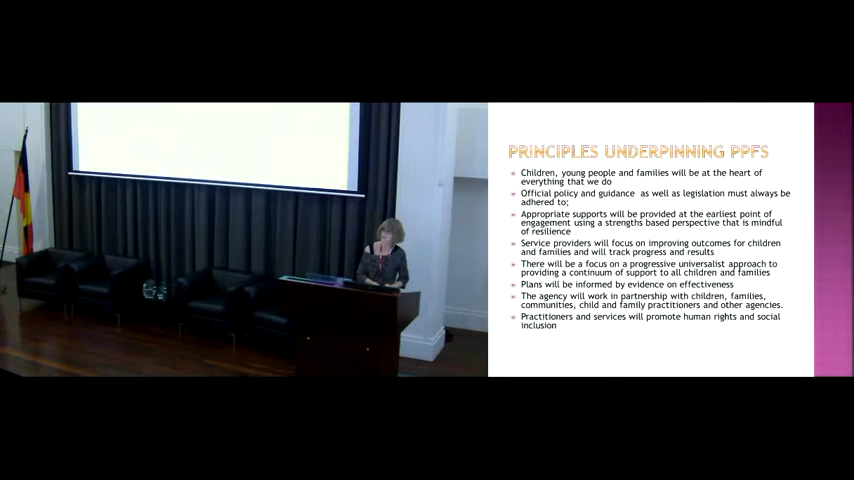 PRINCIPLES UNDERPINNING PPFS
Children, young people and families will be at the heart of
everything that we do
Official policy and guidance as well as legislation must always be
adhered to;
Appropriate supports will be provided at the earliest point of
engagement using a strengths based perspective that is mindful
of resilience
Service providers will focus on improving outcomes for children
and families and will track progress and results
There will be a focus on a progressive universalist approach to
providing a continuum of support to all children and families
Plans will be informed by evidence on effectiveness
The agency will work in partnership with children, families,
communities, child and family practitioners and other agencies.
Practitioners and services will promote human rights and social
inclusion